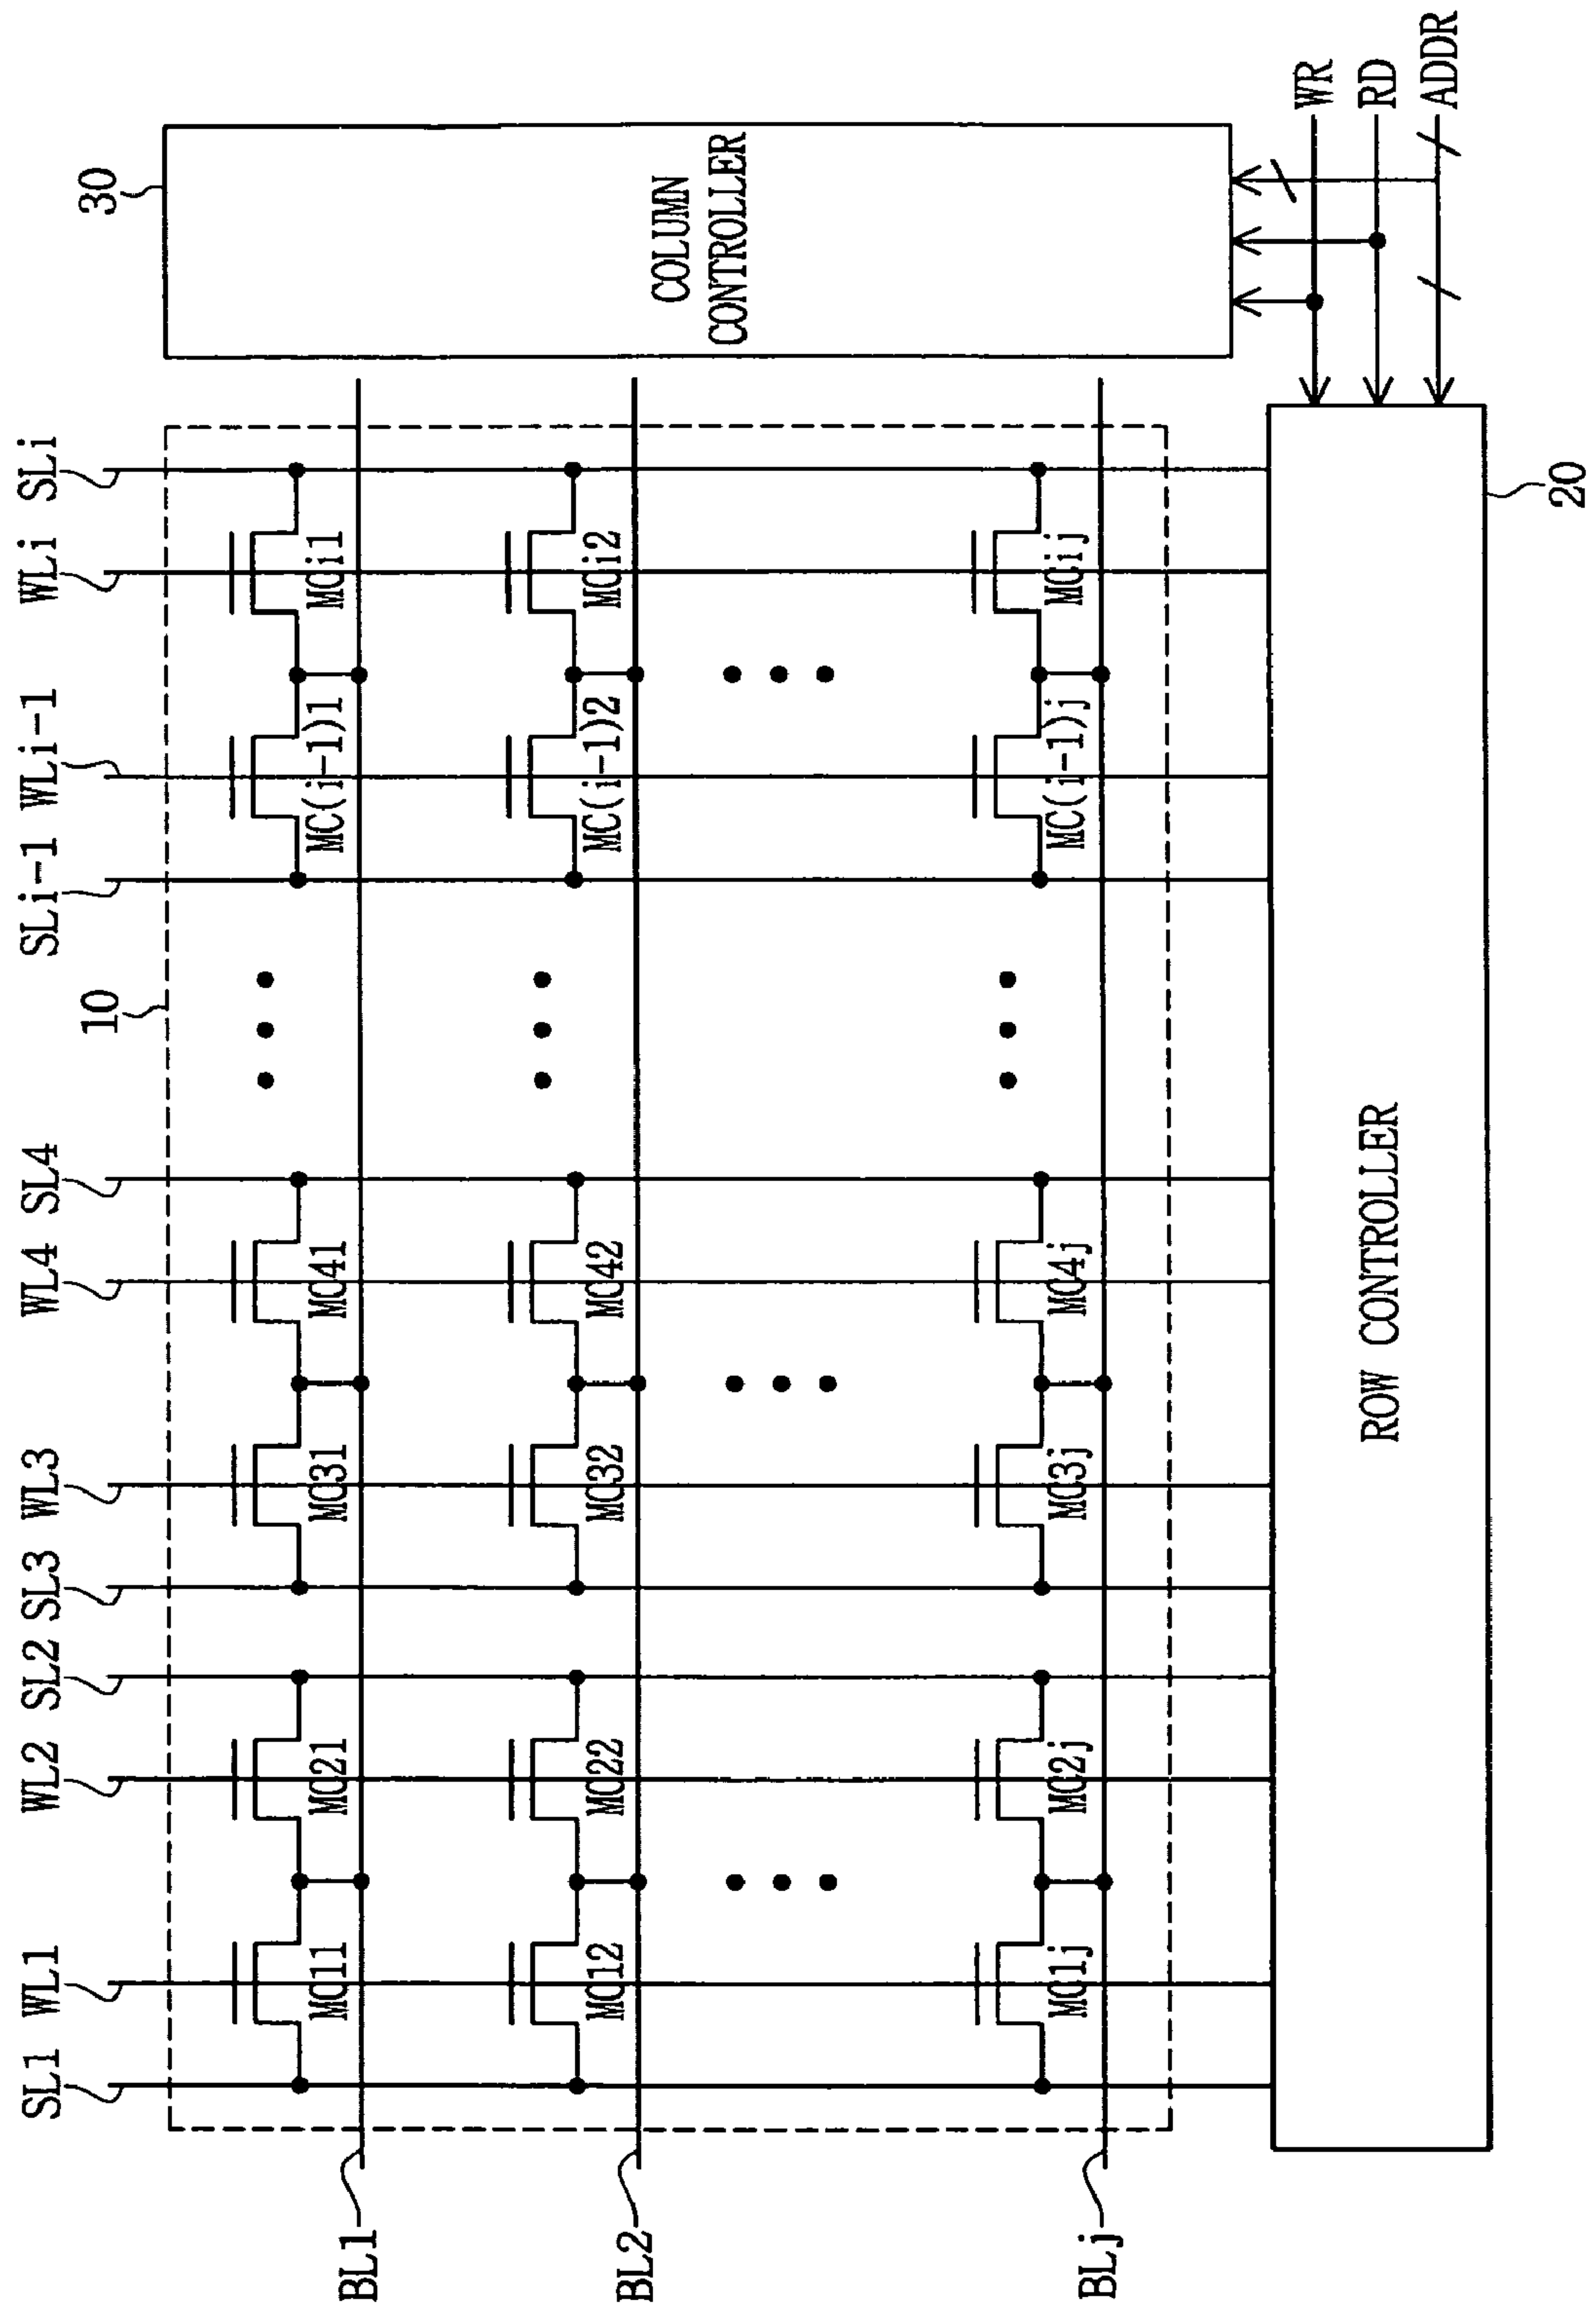 SL1 WL1 WL2 SL2 SL3 WL3 WL4 SL4 SLi-1 WLi-1 WLi SLi
10
30
MC11 MC21 MC31 MC41 MC(i-1)1 MCi1
BL1
MC12 MC22 MC32 MC42 MC(i-1)2 MCi2
BL2
MC1j MC2j MC3j MC4j MC(i-1)j MCij
BLj
COLUMN
CONTROLLER
ROW CONTROLLER
WR
RD
ADDR
20